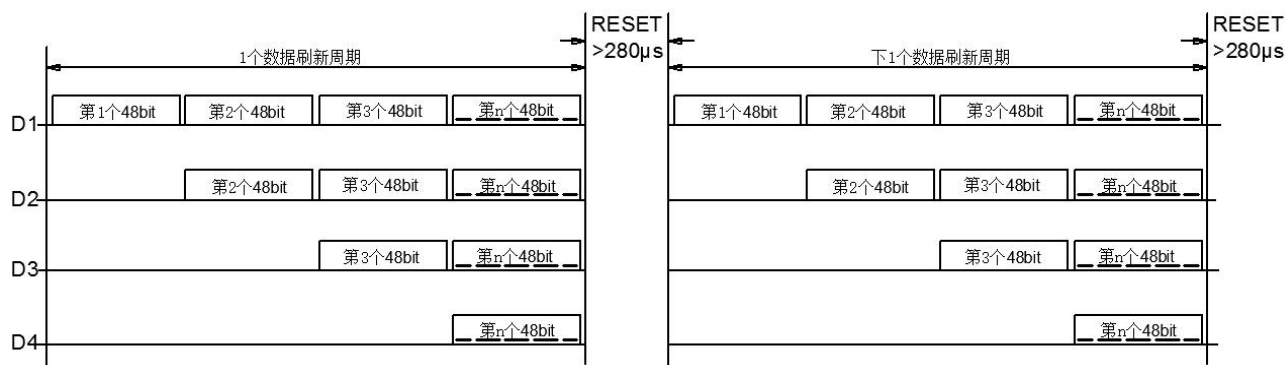 RESET
>280μs
RESET
>280μs
1个数据刷新周期
下1个数据刷新周期
D1
第1个48bit
第2个48bit
第3个48bit
第n个48bit
第1个48bit
第2个48bit
第3个48bit
第n个48bit
D2
第2个48bit
第3个48bit
第n个48bit
第2个48bit
第3个48bit
第n个48bit
D3
第3个48bit
第n个48bit
第3个48bit
第n个48bit
D4
第n个48bit
第n个48bit